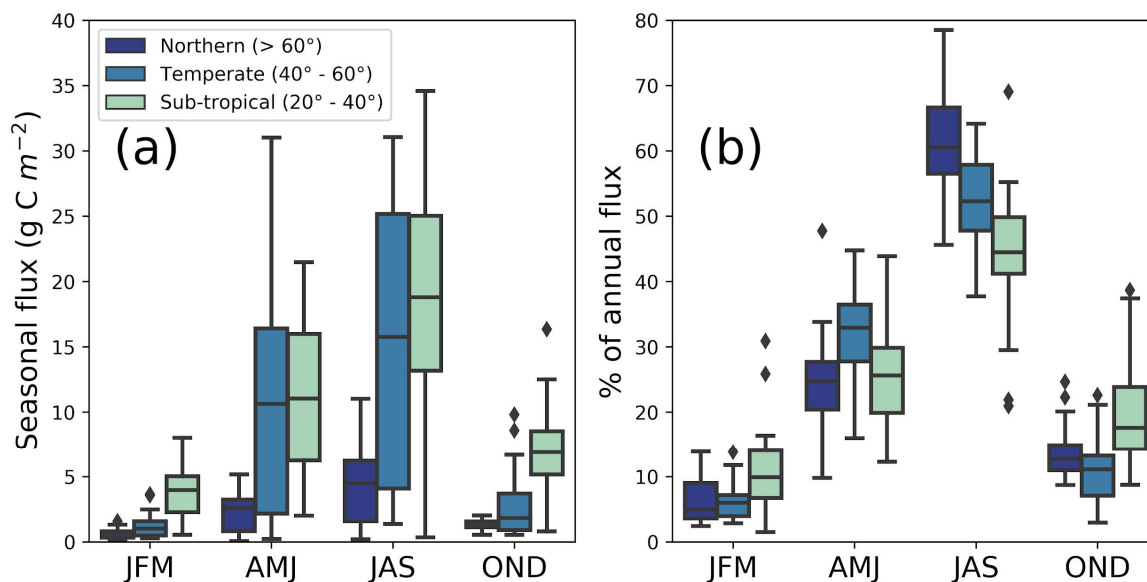 Seasonal flux (g C m⁻²)
40
35
30
25
20
15
10
5
0
Northern (> 60°)
Temperate (40° - 60°)
Sub-tropical (20° - 40°)
(a)
JFM AMJ JAS OND
% of annual flux
80
70
60
50
40
30
20
10
0
(b)
JFM AMJ JAS OND